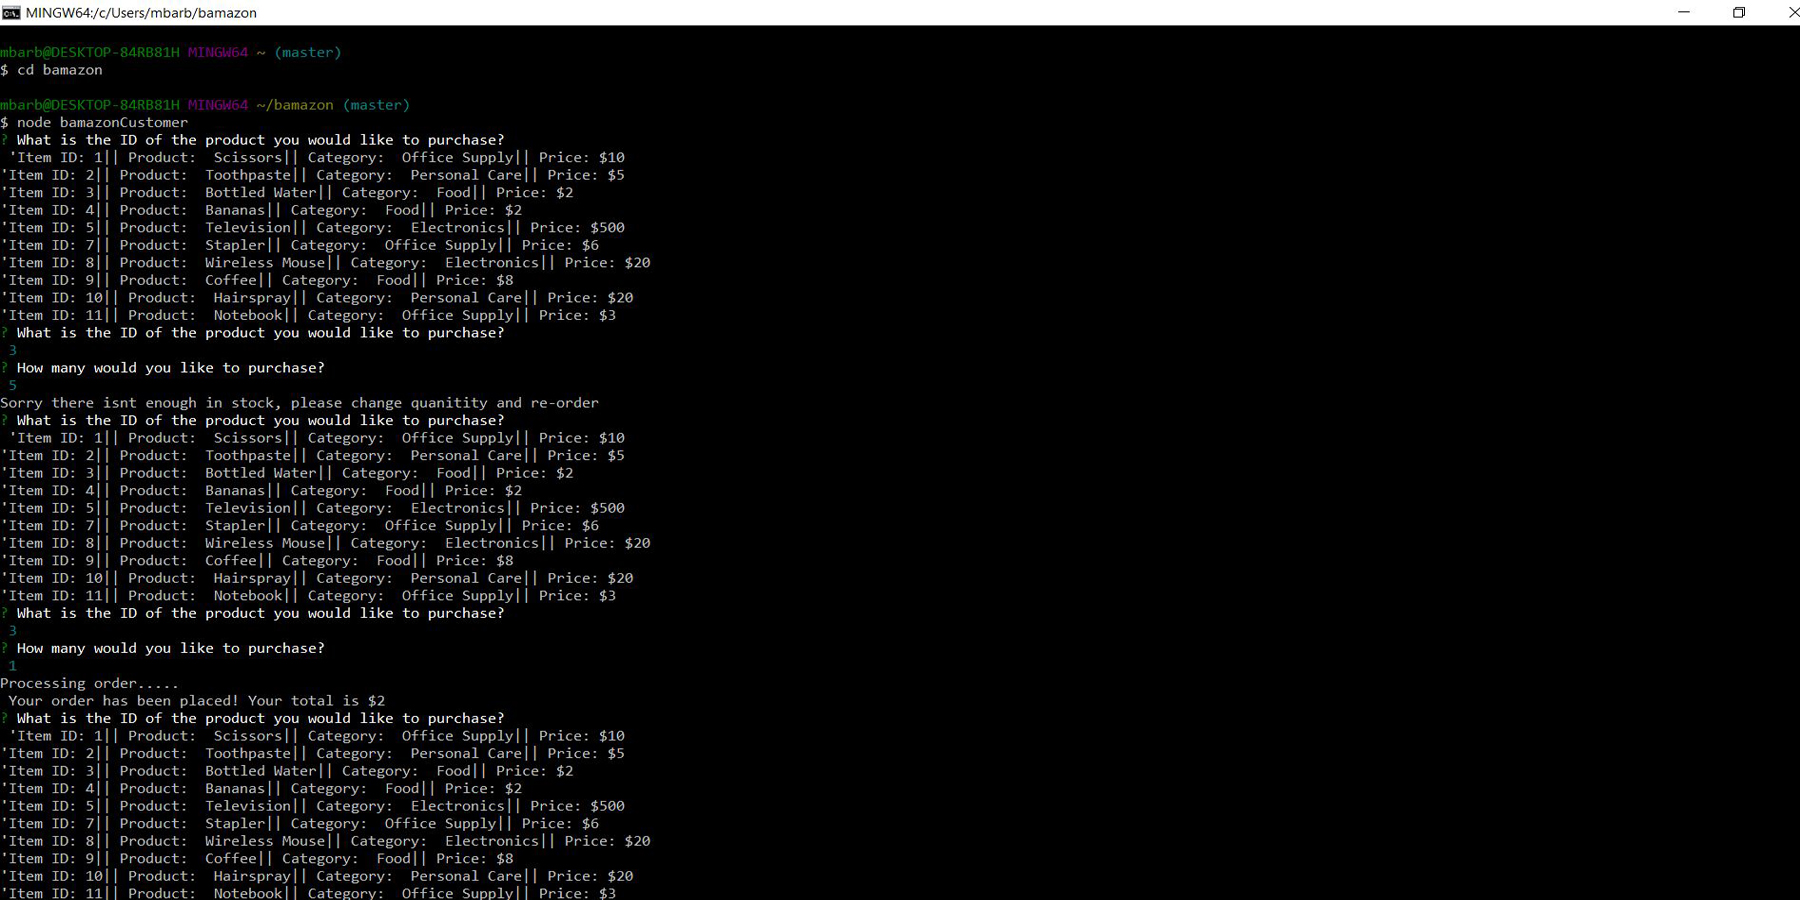 MINGW64:/c/Users/mbarb/bamazon
mbarb@DESKTOP-84RB81H MINGW64 ~ (master)
$ cd bamazon
mbarb@DESKTOP-84RB81H MINGW64 ~/bamazon (master)
$ node bamazonCustomer
? What is the ID of the product you would like to purchase?
 'Item ID: 1|| Product:  Scissors|| Category:  Office Supply|| Price: $10
'Item ID: 2|| Product:  Toothpaste|| Category:  Personal Care|| Price: $5
'Item ID: 3|| Product:  Bottled Water|| Category:  Food|| Price: $2
'Item ID: 4|| Product:  Bananas|| Category:  Food|| Price: $2
'Item ID: 5|| Product:  Television|| Category:  Electronics|| Price: $500
'Item ID: 7|| Product:  Stapler|| Category:  Office Supply|| Price: $6
'Item ID: 8|| Product:  Wireless Mouse|| Category:  Electronics|| Price: $20
'Item ID: 9|| Product:  Coffee|| Category:  Food|| Price: $8
'Item ID: 10|| Product:  Hairspray|| Category:  Personal Care|| Price: $20
'Item ID: 11|| Product:  Notebook|| Category:  Office Supply|| Price: $3
? What is the ID of the product you would like to purchase?
 3
? How many would you like to purchase?
 5
Sorry there isnt enough in stock, please change quanitity and re-order
? What is the ID of the product you would like to purchase?
 'Item ID: 1|| Product:  Scissors|| Category:  Office Supply|| Price: $10
'Item ID: 2|| Product:  Toothpaste|| Category:  Personal Care|| Price: $5
'Item ID: 3|| Product:  Bottled Water|| Category:  Food|| Price: $2
'Item ID: 4|| Product:  Bananas|| Category:  Food|| Price: $2
'Item ID: 5|| Product:  Television|| Category:  Electronics|| Price: $500
'Item ID: 7|| Product:  Stapler|| Category:  Office Supply|| Price: $6
'Item ID: 8|| Product:  Wireless Mouse|| Category:  Electronics|| Price: $20
'Item ID: 9|| Product:  Coffee|| Category:  Food|| Price: $8
'Item ID: 10|| Product:  Hairspray|| Category:  Personal Care|| Price: $20
'Item ID: 11|| Product:  Notebook|| Category:  Office Supply|| Price: $3
? What is the ID of the product you would like to purchase?
 3
? How many would you like to purchase?
 1
Processing order.....
 Your order has been placed! Your total is $2
? What is the ID of the product you would like to purchase?
 'Item ID: 1|| Product:  Scissors|| Category:  Office Supply|| Price: $10
'Item ID: 2|| Product:  Toothpaste|| Category:  Personal Care|| Price: $5
'Item ID: 3|| Product:  Bottled Water|| Category:  Food|| Price: $2
'Item ID: 4|| Product:  Bananas|| Category:  Food|| Price: $2
'Item ID: 5|| Product:  Television|| Category:  Electronics|| Price: $500
'Item ID: 7|| Product:  Stapler|| Category:  Office Supply|| Price: $6
'Item ID: 8|| Product:  Wireless Mouse|| Category:  Electronics|| Price: $20
'Item ID: 9|| Product:  Coffee|| Category:  Food|| Price: $8
'Item ID: 10|| Product:  Hairspray|| Category:  Personal Care|| Price: $20
'Item ID: 11|| Product:  Notebook|| Category:  Office Supply|| Price: $3